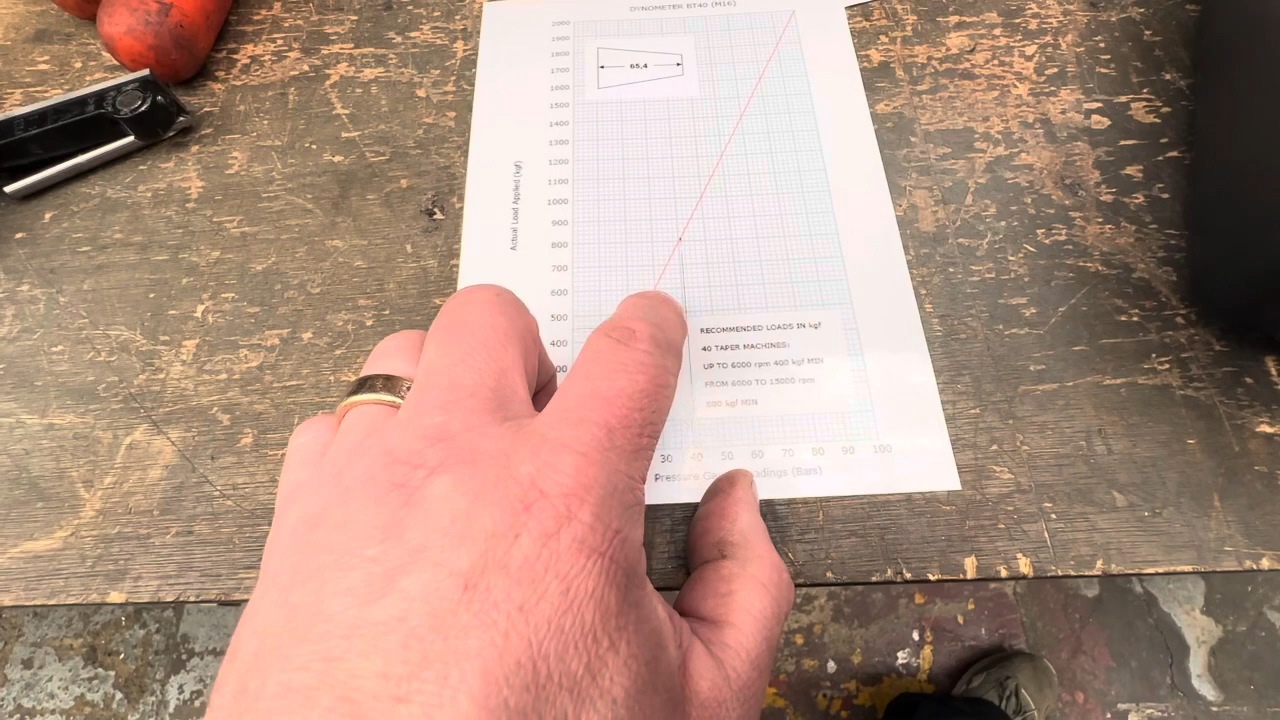 DYNOMETER BT40 (M16)
2000
1900
1800
1700
1600
1500
1400
1300
1200
1100
1000
900
800
700
600
500
400
00
65,4
Actual Load Applied (kgf)
RECOMMENDED LOADS IN kgf
40 TAPER MACHINES:
UP TO 6000 rpm 400 kgf MIN
FROM 6000 TO 15000 rpm
kgf MIN
30 40 50 60 70 80 90 100
Pressure Ga adings (Bars)